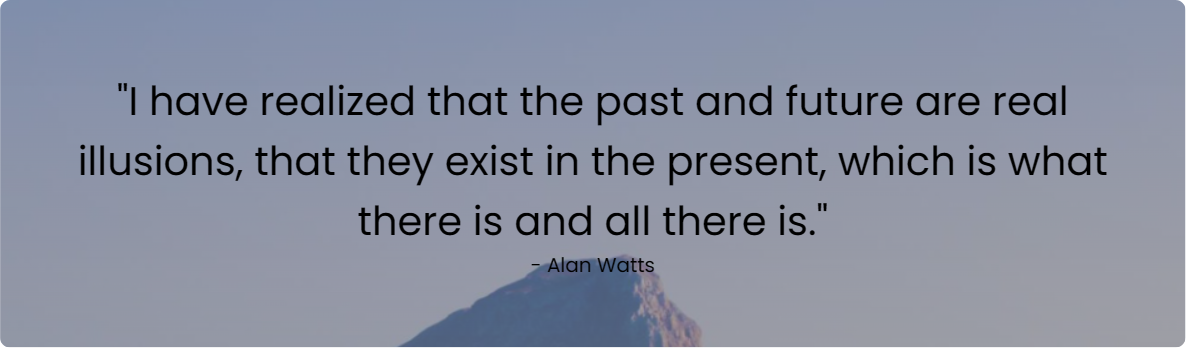 "I have realized that the past and future are real
illusions, that they exist in the present, which is what
there is and all there is."
- Alan Watts